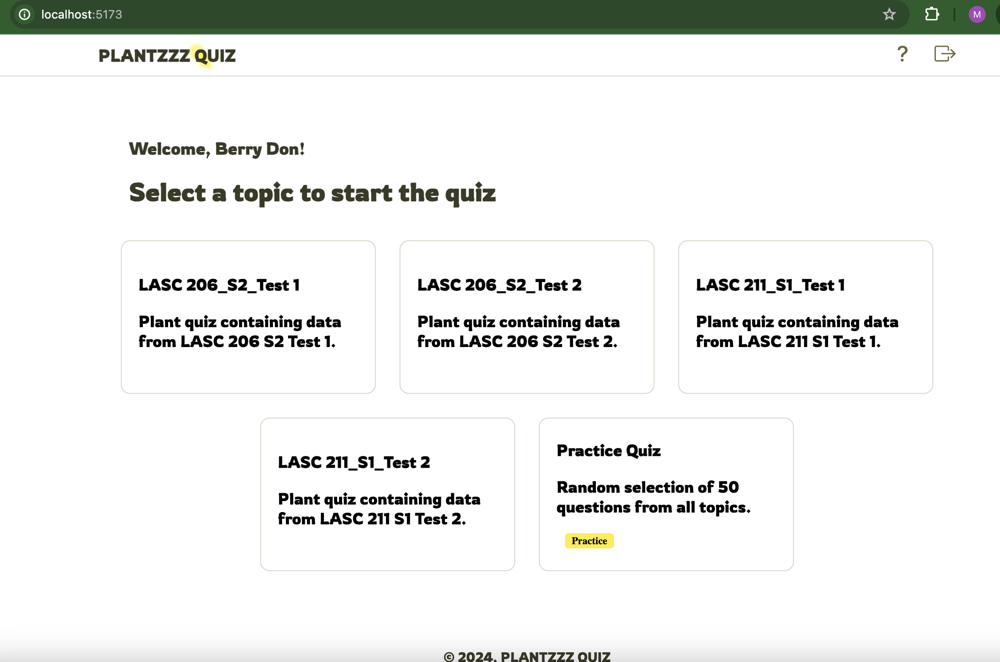 localhost:5173
M
PLANTZZZ QUIZ
?
Welcome, Berry Don!
Select a topic to start the quiz
LASC 206_S2_Test 1
Plant quiz containing data
from LASC 206 S2 Test 1.
LASC 206_S2_Test 2
Plant quiz containing data
from LASC 206 S2 Test 2.
LASC 211_S1_Test 1
Plant quiz containing data
from LASC 211 S1 Test 1.
LASC 211_S1_Test 2
Plant quiz containing data
from LASC 211 S1 Test 2.
Practice Quiz
Random selection of 50
questions from all topics.
Practice
© 2024. PLANTZZZ QUIZ